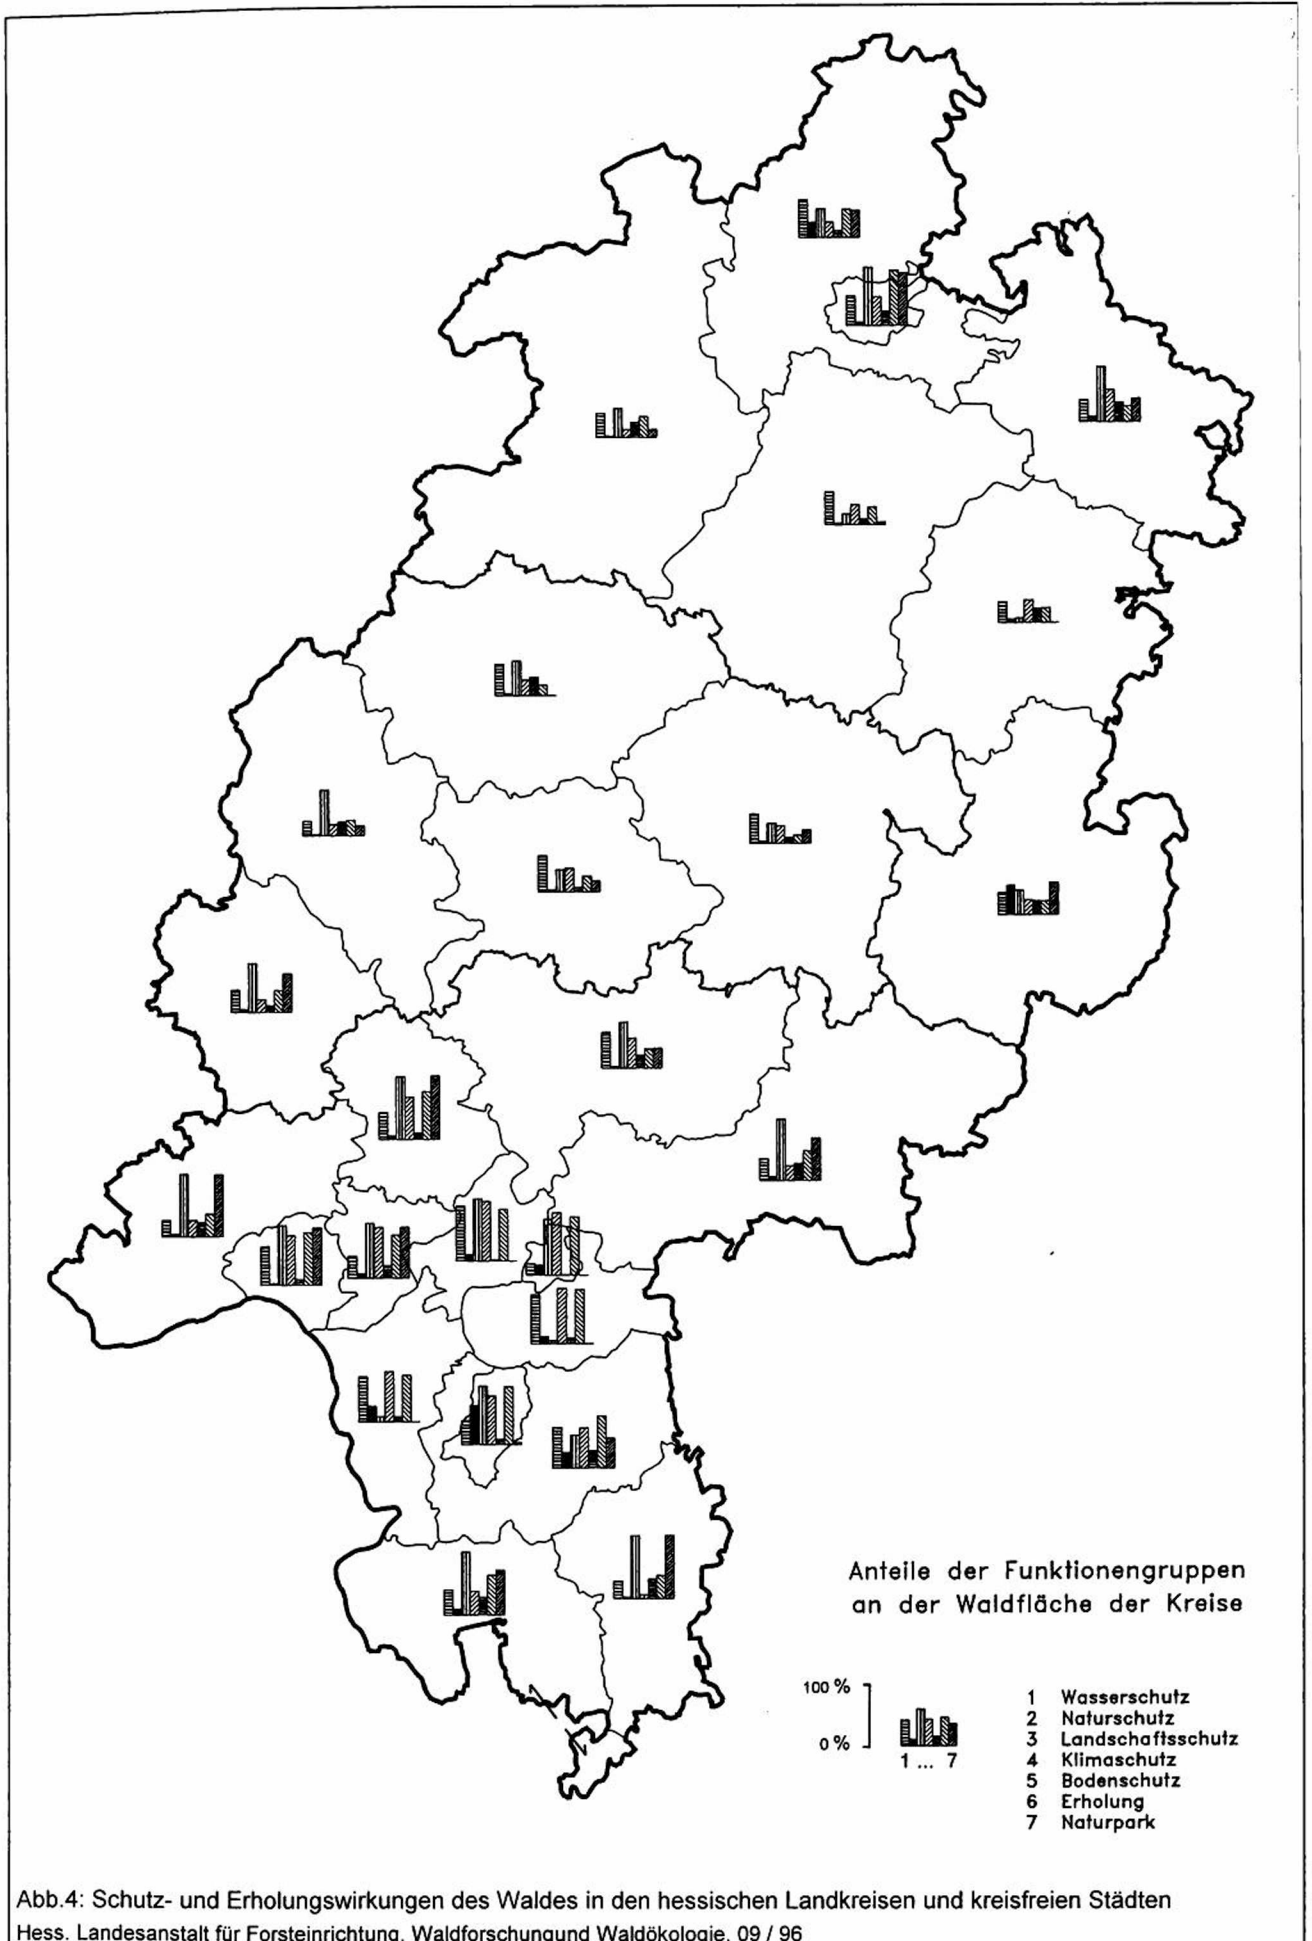 Anteile der Funktionengruppen
an der Waldfläche der Kreise
100 %
0 %
1 ... 7
1 Wasserschutz
2 Naturschutz
3 Landschaftsschutz
4 Klimaschutz
5 Bodenschutz
6 Erholung
7 Naturpark
Abb.4: Schutz- und Erholungswirkungen des Waldes in den hessischen Landkreisen und kreisfreien Städten
Hess. Landesanstalt für Forsteinrichtung, Waldforschungund Waldökologie, 09 / 96